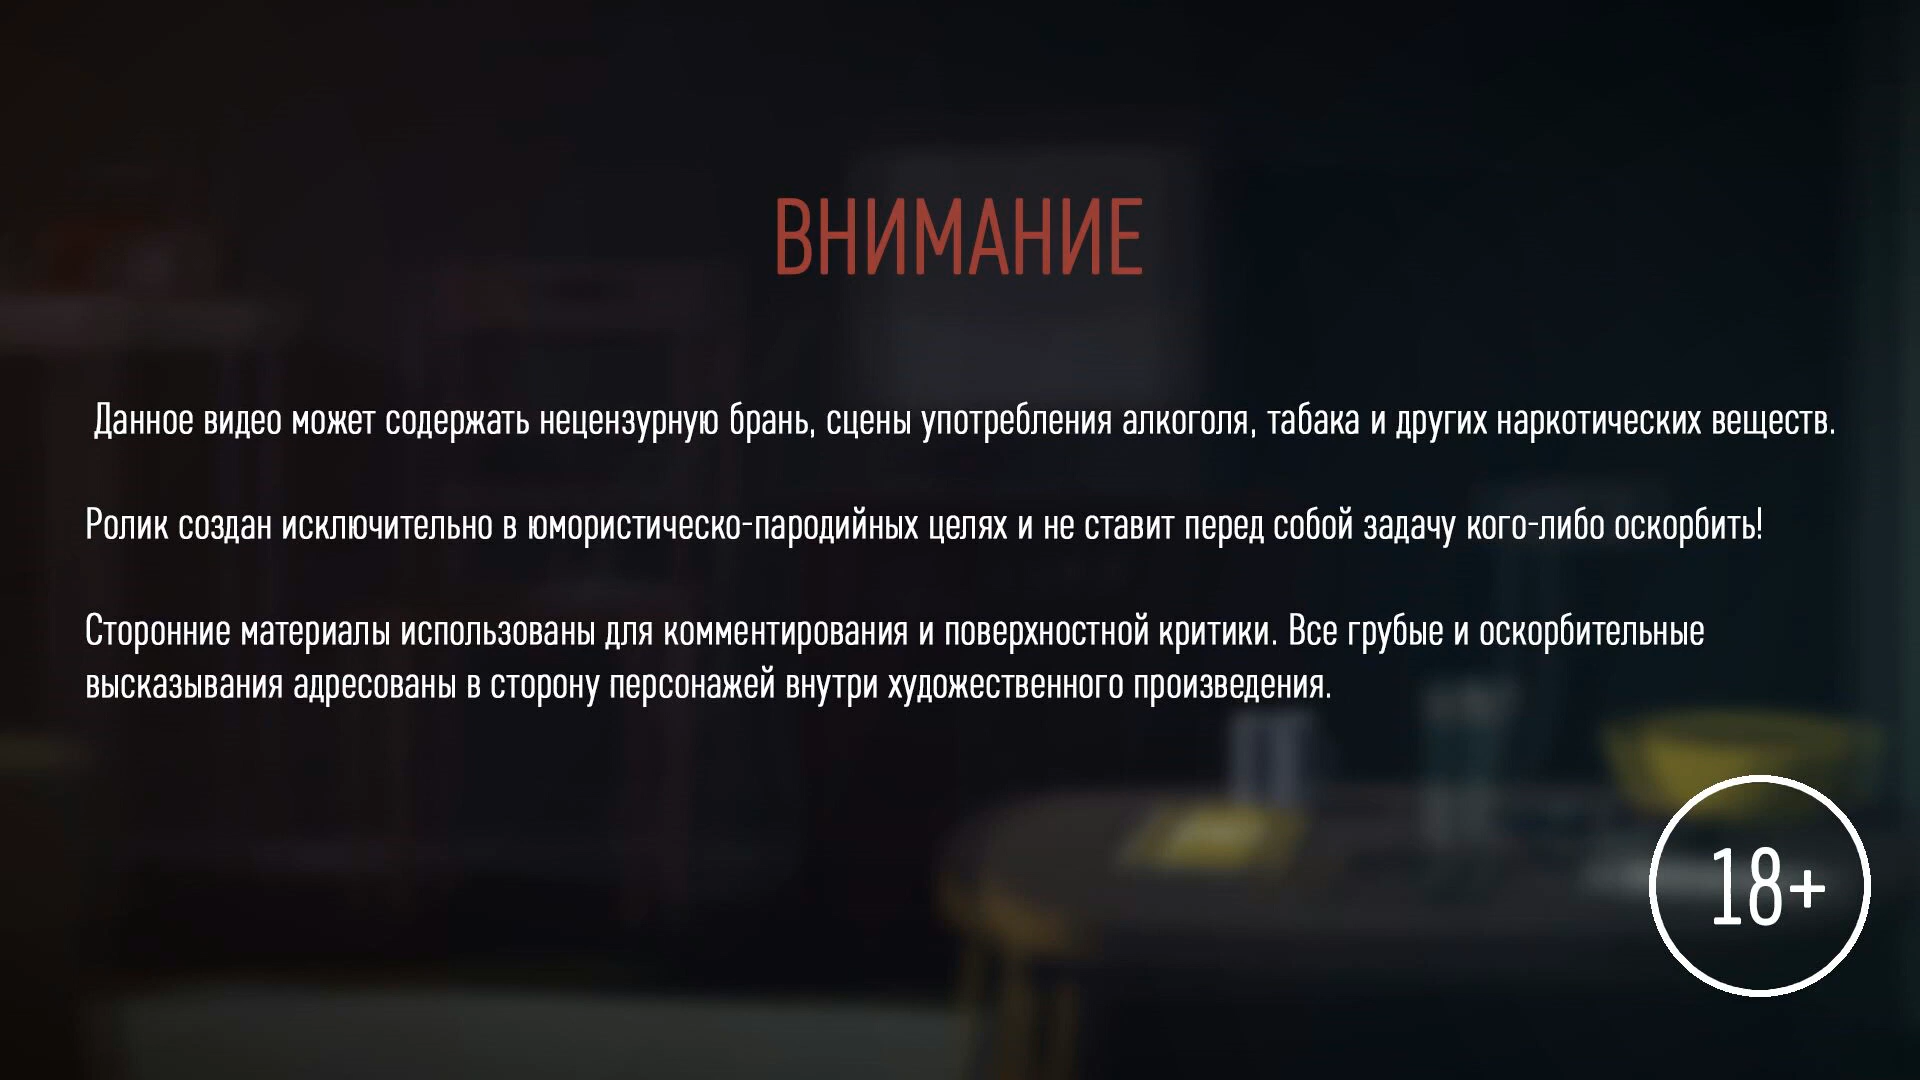 ВНИМАНИЕ
Данное видео может содержать нецензурную брань, сцены употребления алкоголя, табака и других наркотических веществ.
Ролик создан исключительно в юмористическо-пародийных целях и не ставит перед собой задачу кого-либо оскорбить!
Сторонние материалы использованы для комментирования и поверхностной критики. Все грубые и оскорбительные
высказывания адресованы в сторону персонажей внутри художественного произведения.
18+